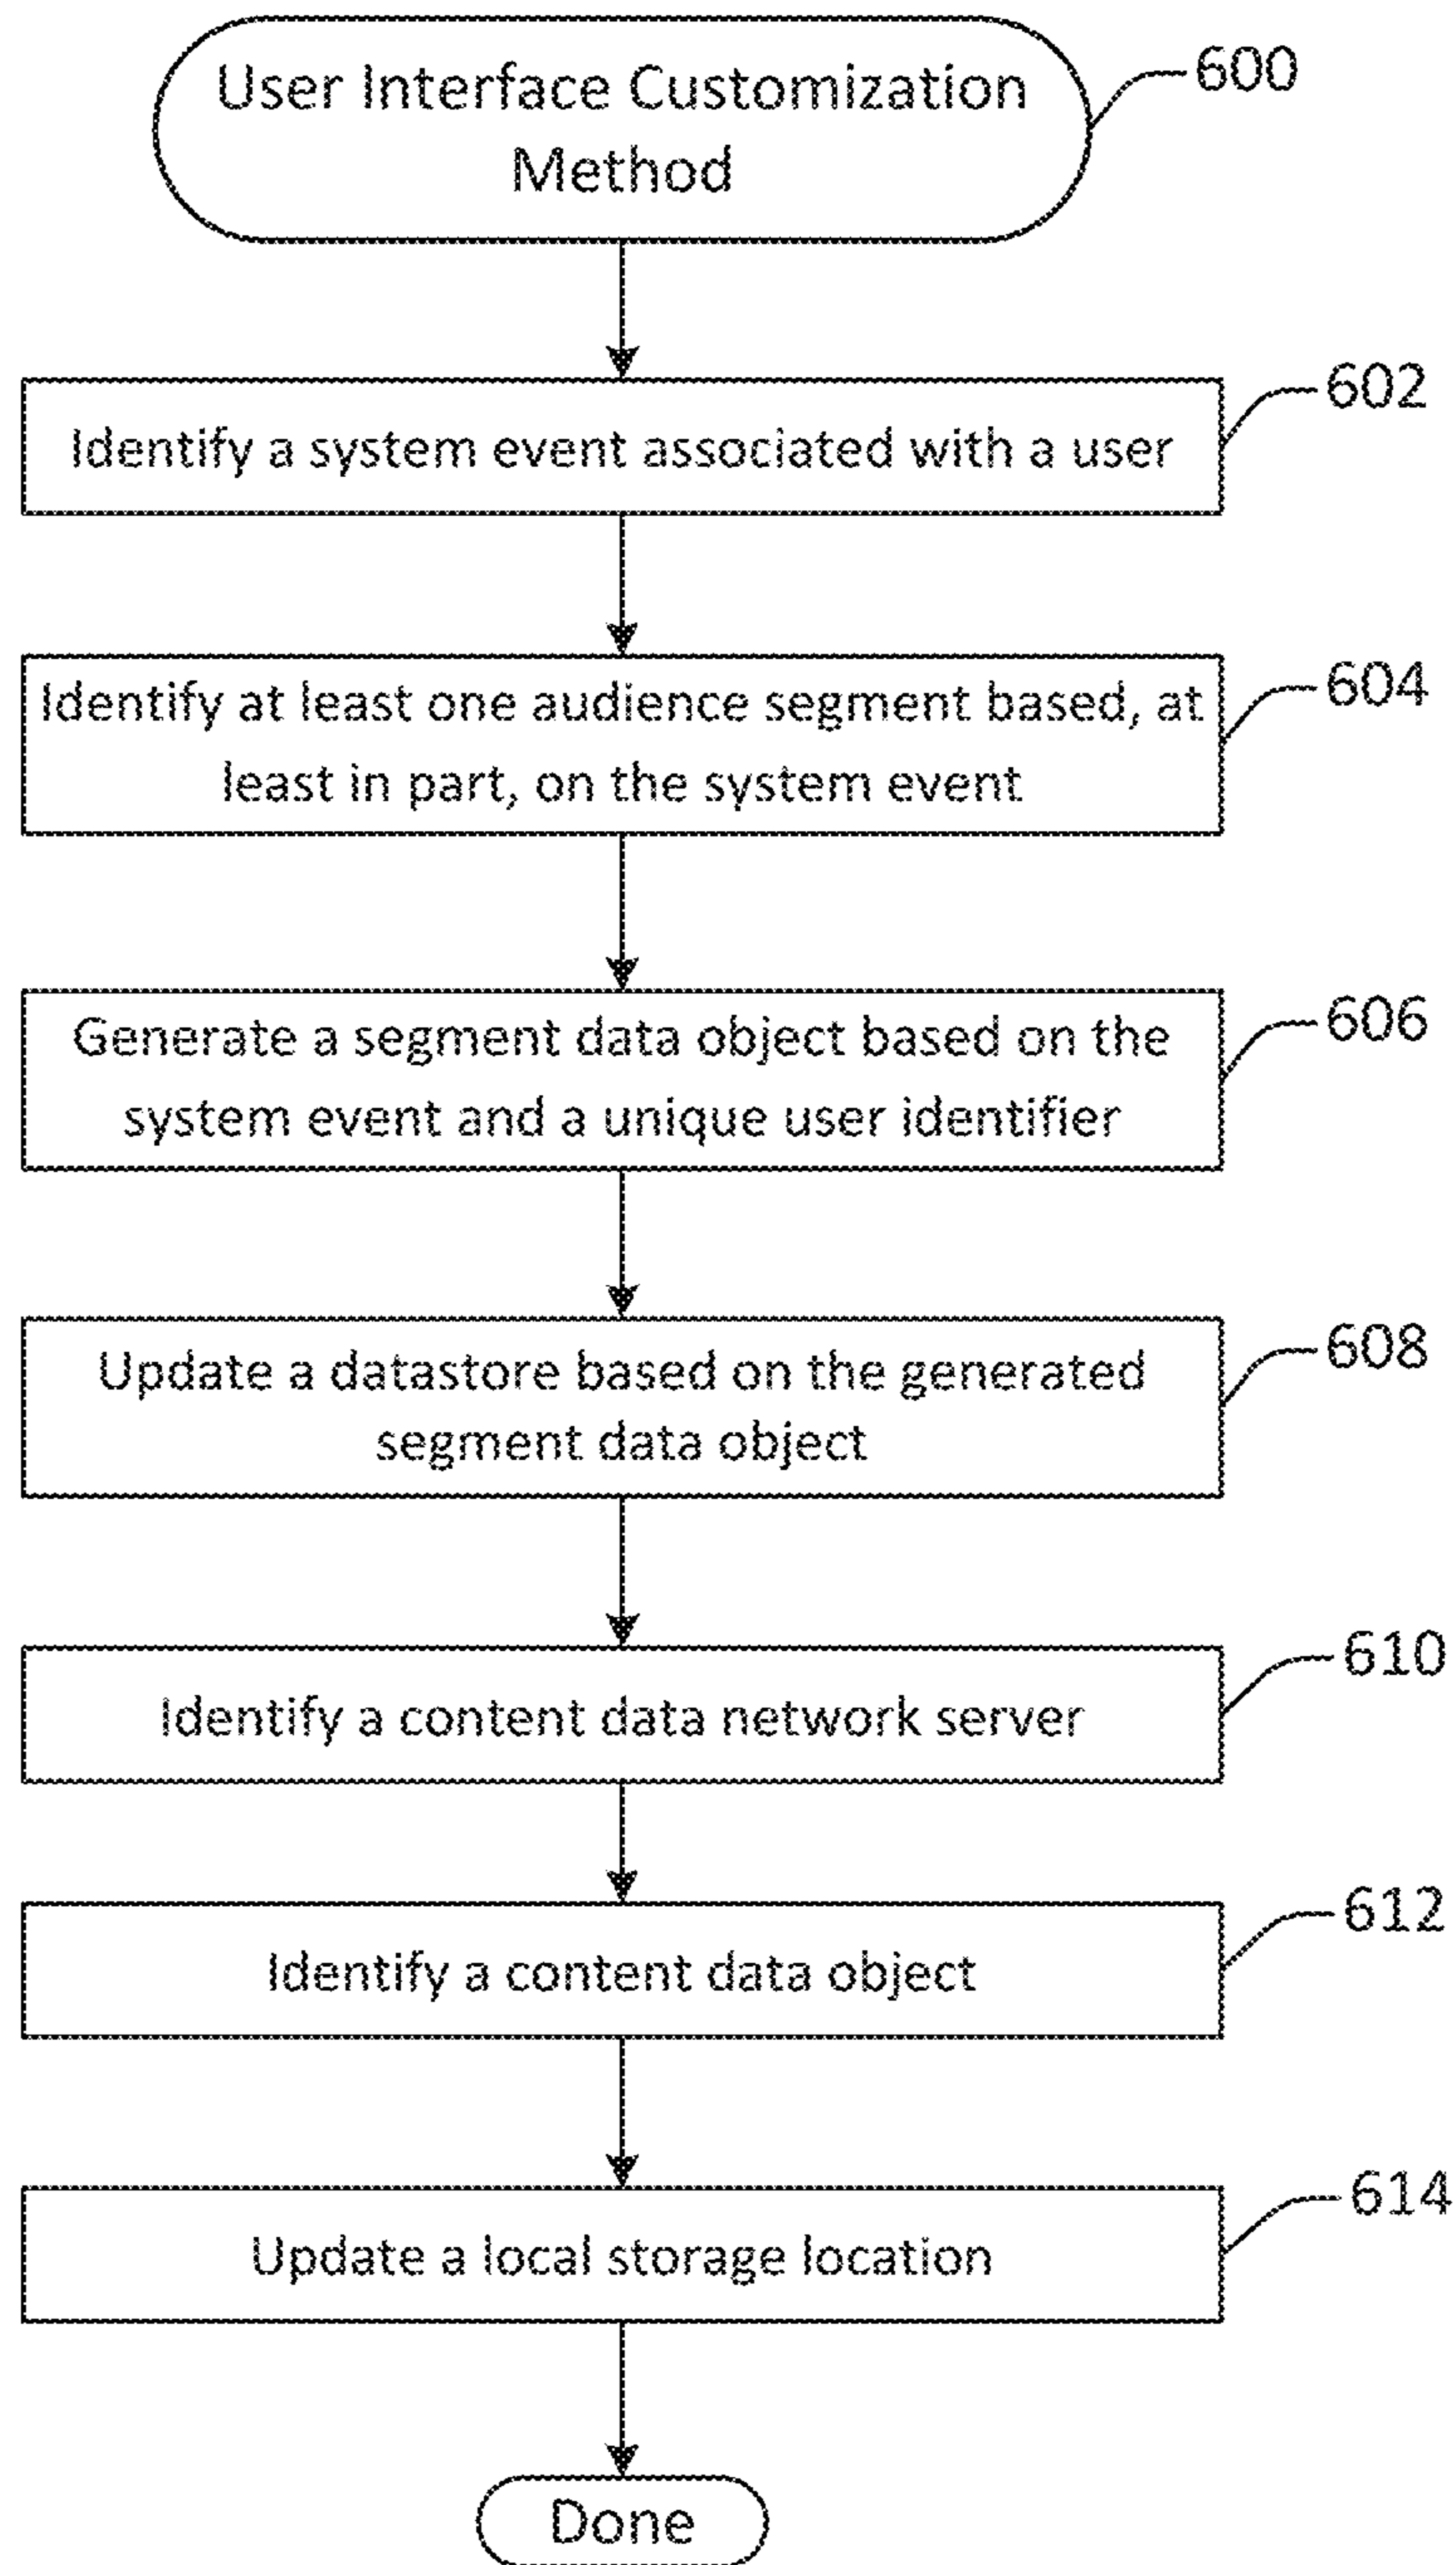 User Interface Customization
Method
600
Identify a system event associated with a user
602
Identify at least one audience segment based, at
least in part, on the system event
604
Generate a segment data object based on the
system event and a unique user identifier
606
Update a datastore based on the generated
segment data object
608
Identify a content data network server
610
Identify a content data object
612
Update a local storage location
614
Done